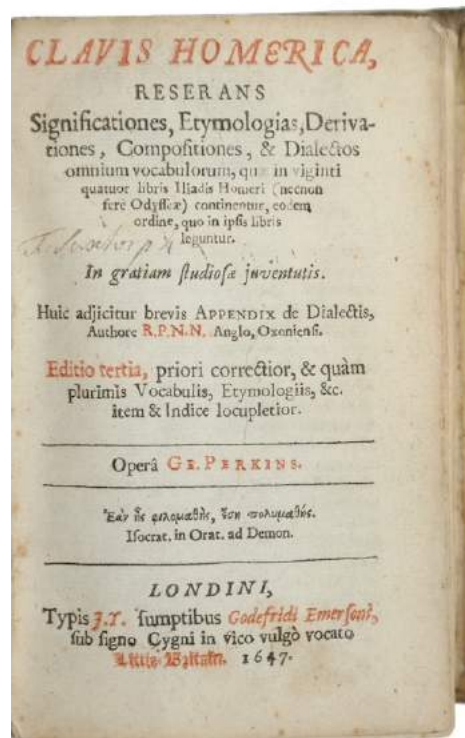 CLAVIS HOMERICA,
RESERANS
Significationes, Etymologias, Deriva-
tiones, Compoſitiones, & Dialectos
omnium vocabulorum, quæ in viginti
quatuor libris Iliadis Homeri (necnon
ferè Odyſſeæ) continentur, eodem
ordine, quo in ipſis libris
leguntur.
In gratiam ſtudioſæ juventutis.
Huic adjicitur brevis APPENDIX de Dialectis,
Authore R.P.N.N. Anglo, Oxonienſi.
Editio tertia, priori correctior, & quàm
plurimis Vocabulis, Etymologiis, &c.
item & Indice locupletior.
Operâ GE. PERKINS.
Ἐὰν ᾖς φιλομαθὴς, ἔσῃ πολυμαθής.
Iſocrat. in Orat. ad Demon.
LONDINI,
Typis J.Y. ſumptibus Godefridi Emerſoni,
ſub ſigno Cygni in vico vulgò vocato
Little Britain. 1647.